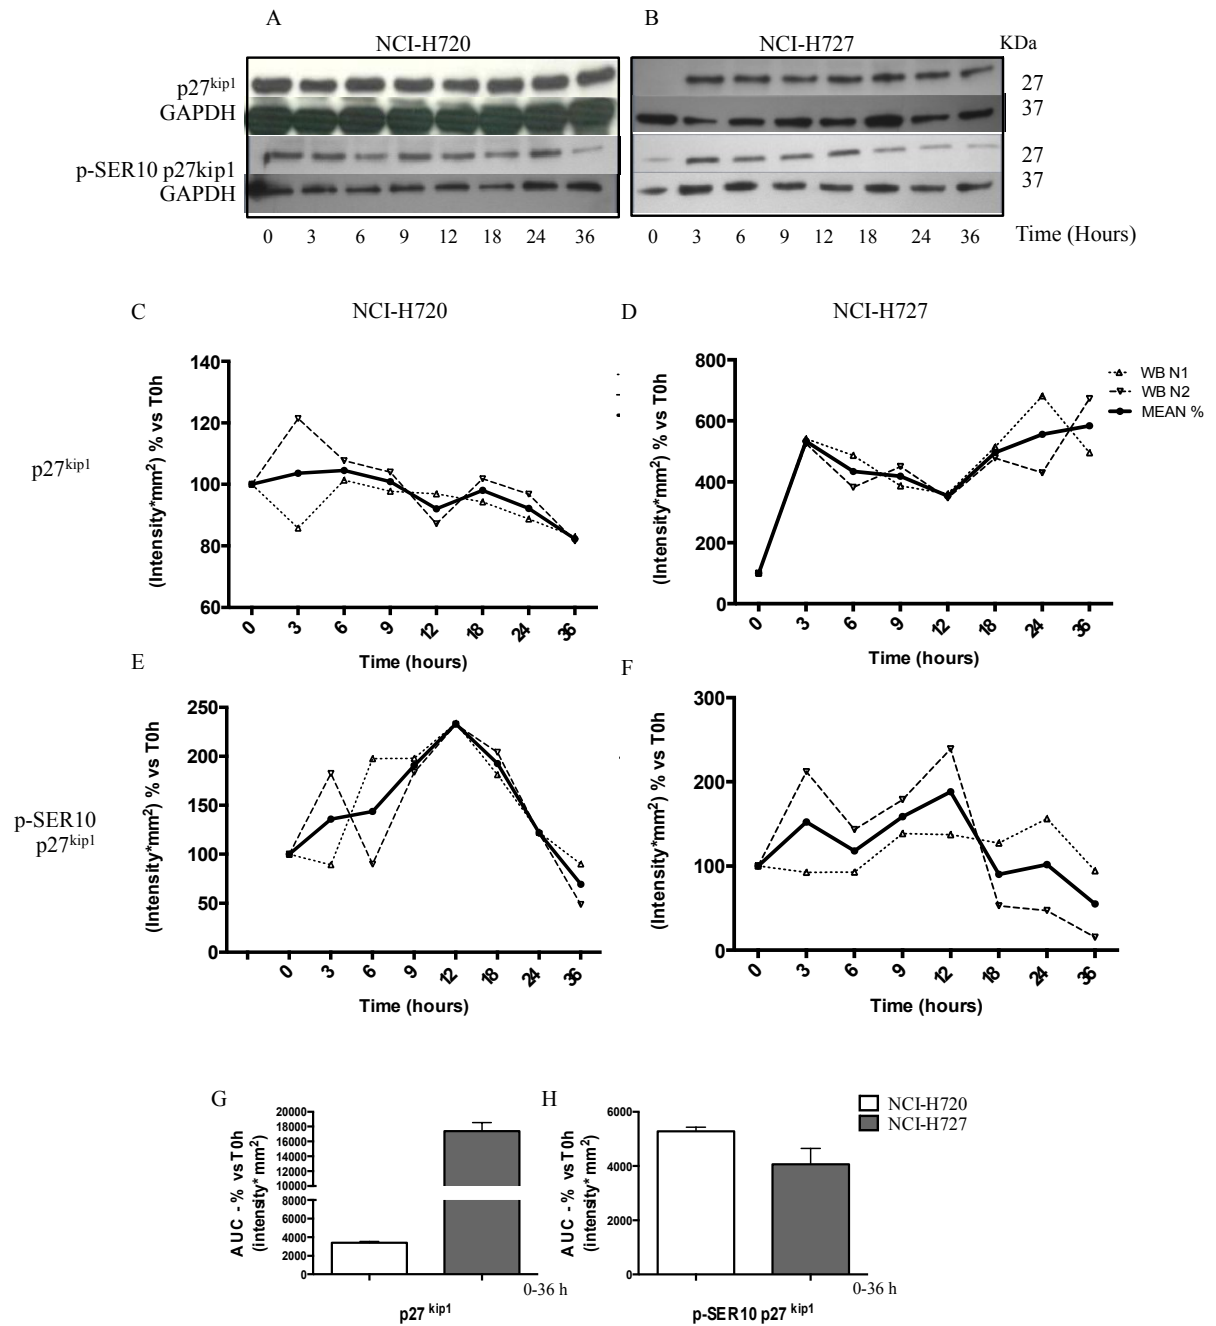 A
B
NCI-H720
NCI-H727
KDa
p27kip1
27
GAPDH
37
p-SER10 p27kip1
27
GAPDH
37
0 3 6 9 12 18 24 36
0 3 6 9 12 18 24 36
Time (Hours)
C
NCI-H720
D
NCI-H727
p27kip1
(Intensity*mm2) % vs T0h
140
120
100
80
60
0 3 6 9 12 18 24 36
Time (hours)
(Intensity*mm2) % vs T0h
800
600
400
200
0
0 3 6 9 12 18 24 36
Time (hours)
WB N1
WB N2
MEAN %
E
F
p-SER10
p27kip1
(Intensity*mm2) % vs T0h
250
200
150
100
50
0
0 3 6 9 12 18 24 36
Time (hours)
(Intensity*mm2) % vs T0h
300
200
100
0
0 3 6 9 12 18 24 36
Time (hours)
G
AUC - % vs T0h
(intensity*mm2)
20000
18000
16000
14000
12000
10000
8000
6000
4000
2000
0
0-36 h
p27 kip1
H
AUC - % vs T0h
(intensity*mm2)
6000
4000
2000
0
0-36 h
p-SER10 p27 kip1
NCI-H720
NCI-H727